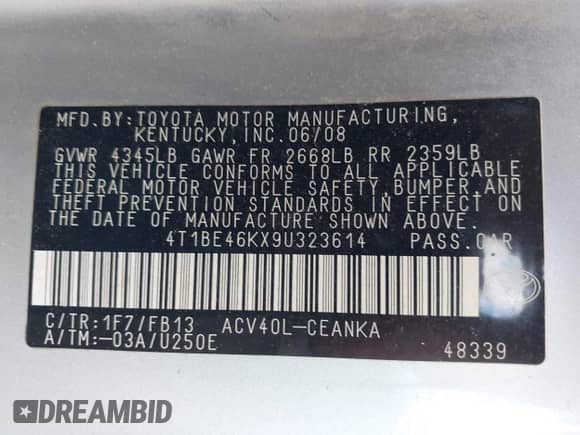 MFD.BY:TOYOTA MOTOR MANUFACTURING,
KENTUCKY,INC.06/08
GVWR 4345LB GAWR FR 2668LB RR 2359LB
THIS VEHICLE CONFORMS TO ALL APPLICABLE
FEDERAL MOTOR VEHICLE SAFETY,BUMPER,AND
THEFT PREVENTION STANDARDS IN EFFECT ON
THE DATE OF MANUFACTURE SHOWN ABOVE.
4T1BE46KX9U323614 PASS.CAR
C/TR:1F7/FB13 ACV40L-CEANKA
A/TM:-03A/U250E
48339
DREAMBID